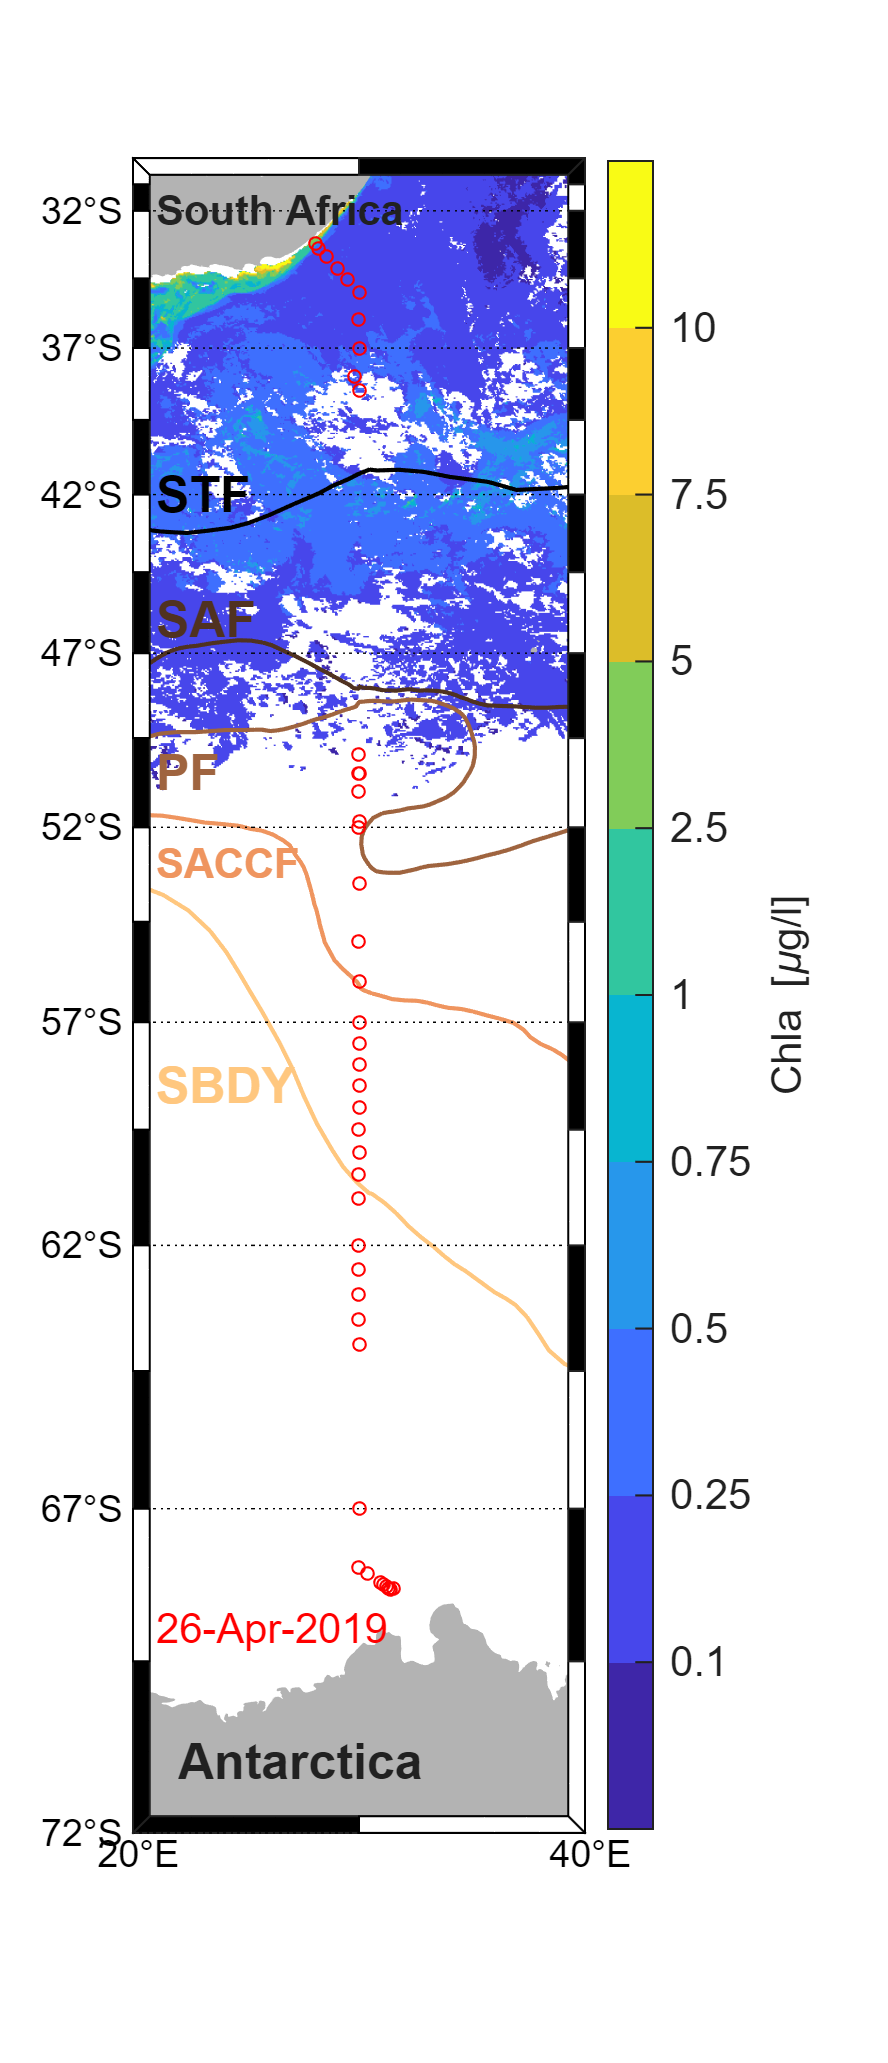 South Africa
32°S
37°S
42°S
STF
SAF
47°S
PF
52°S
SACCF
57°S
SBDY
62°S
67°S
26-Apr-2019
Antarctica
72°S
20°E
40°E
10
7.5
5
2.5
1
0.75
0.5
0.25
0.1
Chla [µg/l]